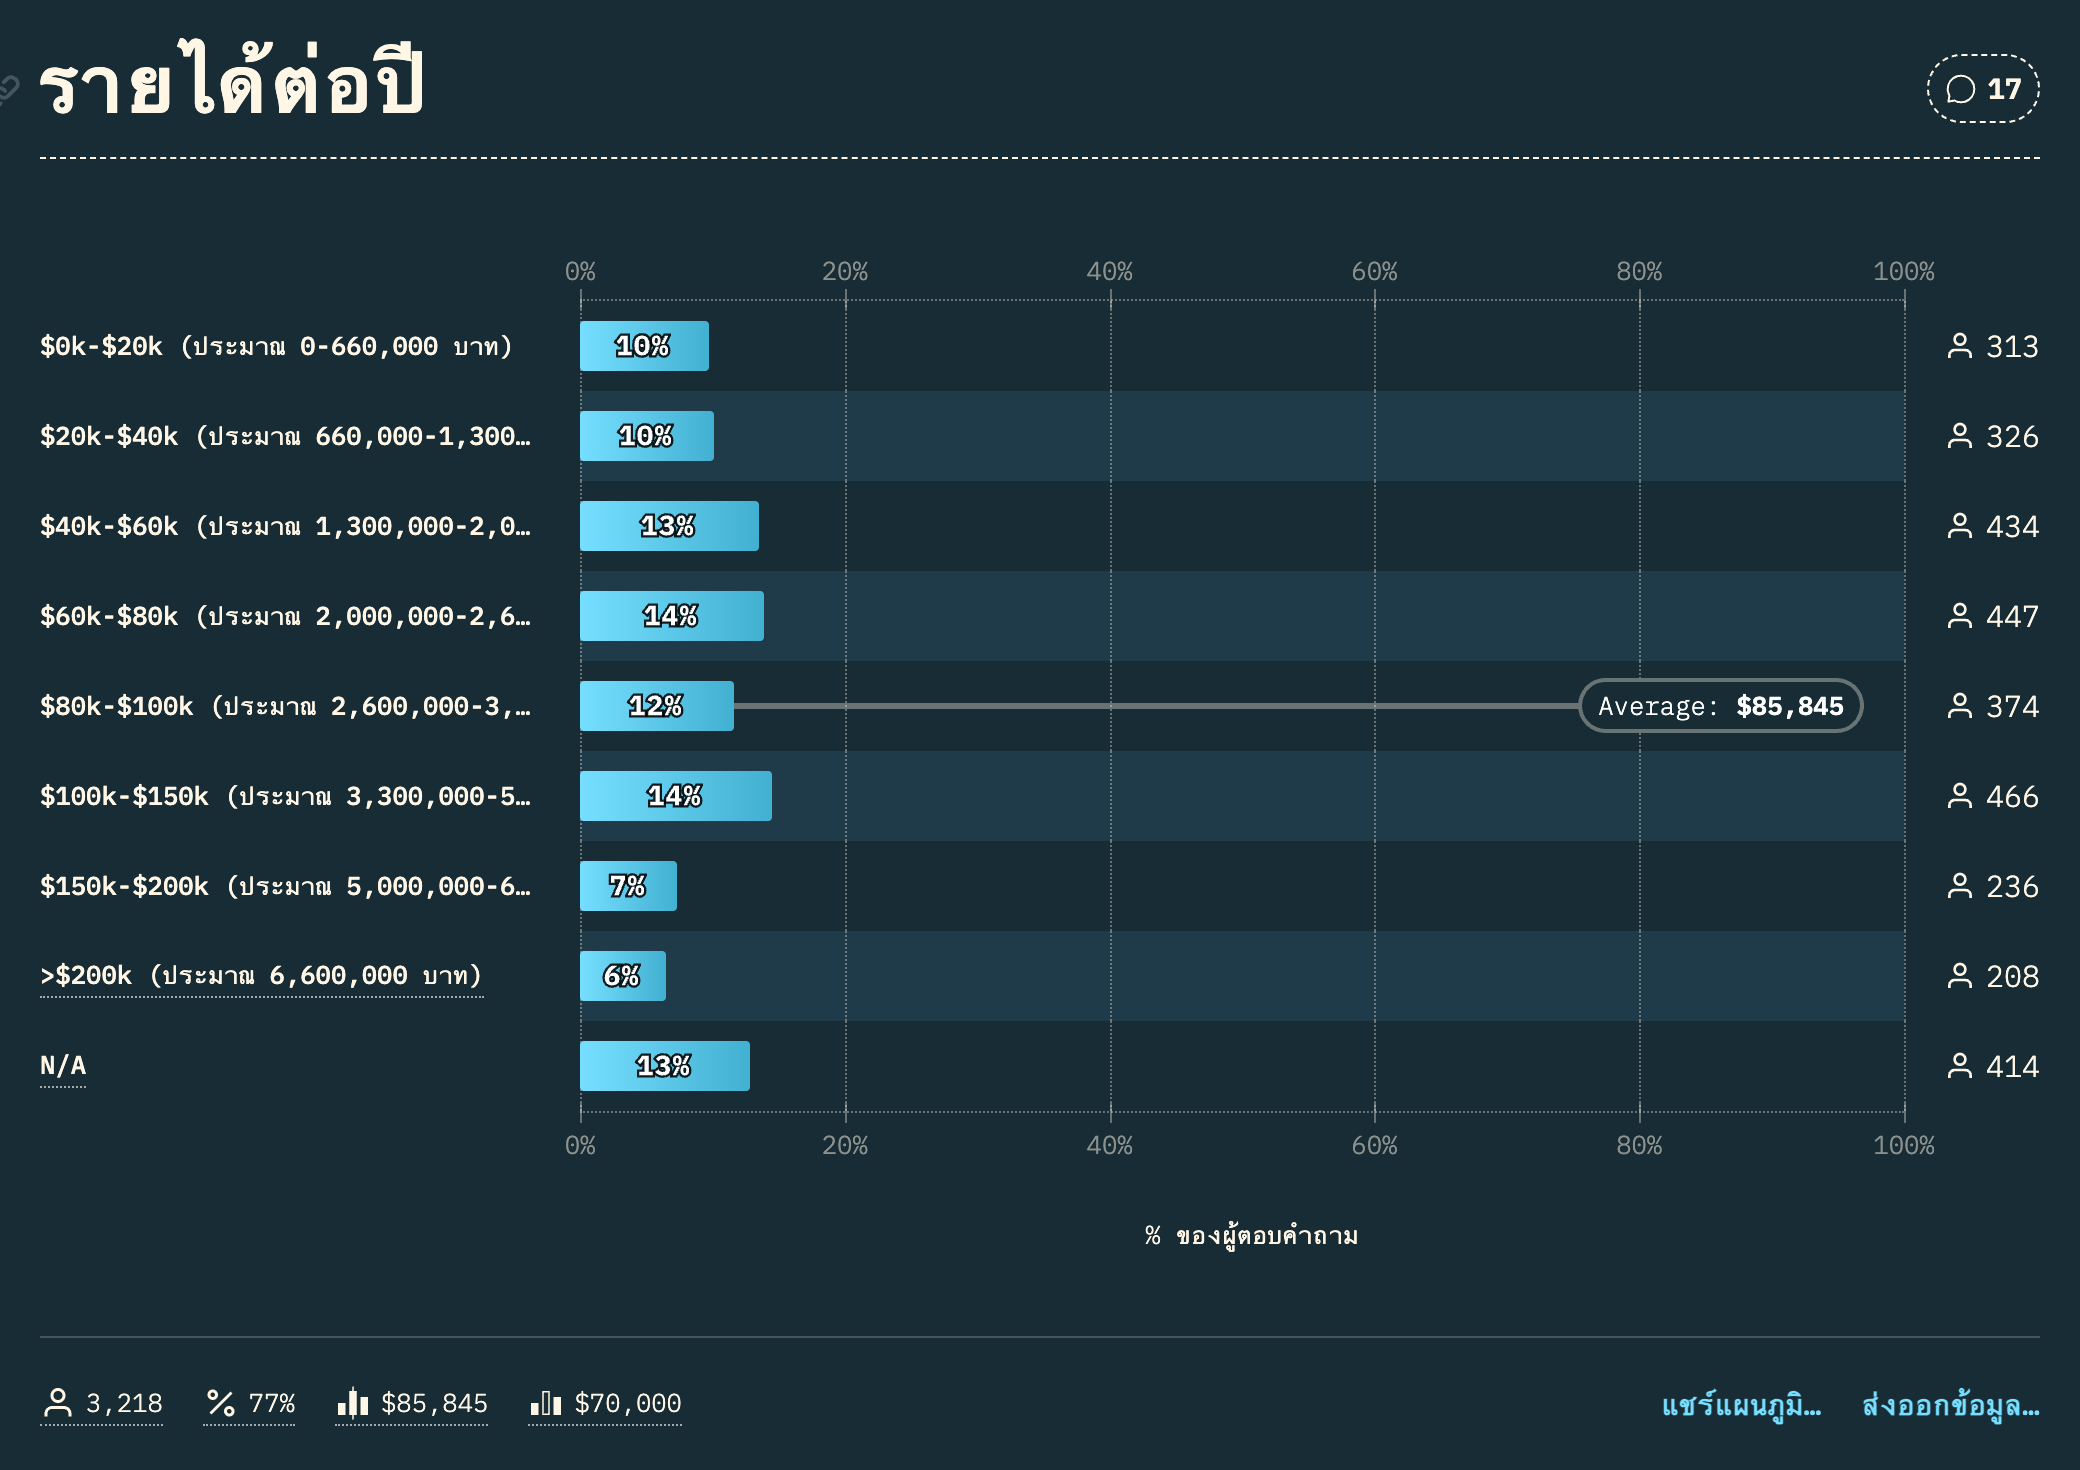 รายได้ต่อปี
17
0% 20% 40% 60% 80% 100%
$0k-$20k (ประมาณ 0-660,000 บาท) 10% 313
$20k-$40k (ประมาณ 660,000-1,300… 10% 326
$40k-$60k (ประมาณ 1,300,000-2,0… 13% 434
$60k-$80k (ประมาณ 2,000,000-2,6… 14% 447
$80k-$100k (ประมาณ 2,600,000-3,… 12% Average: $85,845 374
$100k-$150k (ประมาณ 3,300,000-5… 14% 466
$150k-$200k (ประมาณ 5,000,000-6… 7% 236
>$200k (ประมาณ 6,600,000 บาท) 6% 208
N/A 13% 414
0% 20% 40% 60% 80% 100%
% ของผู้ตอบคำถาม
3,218 % 77% $85,845 $70,000 แชร์แผนภูมิ… ส่งออกข้อมูล…